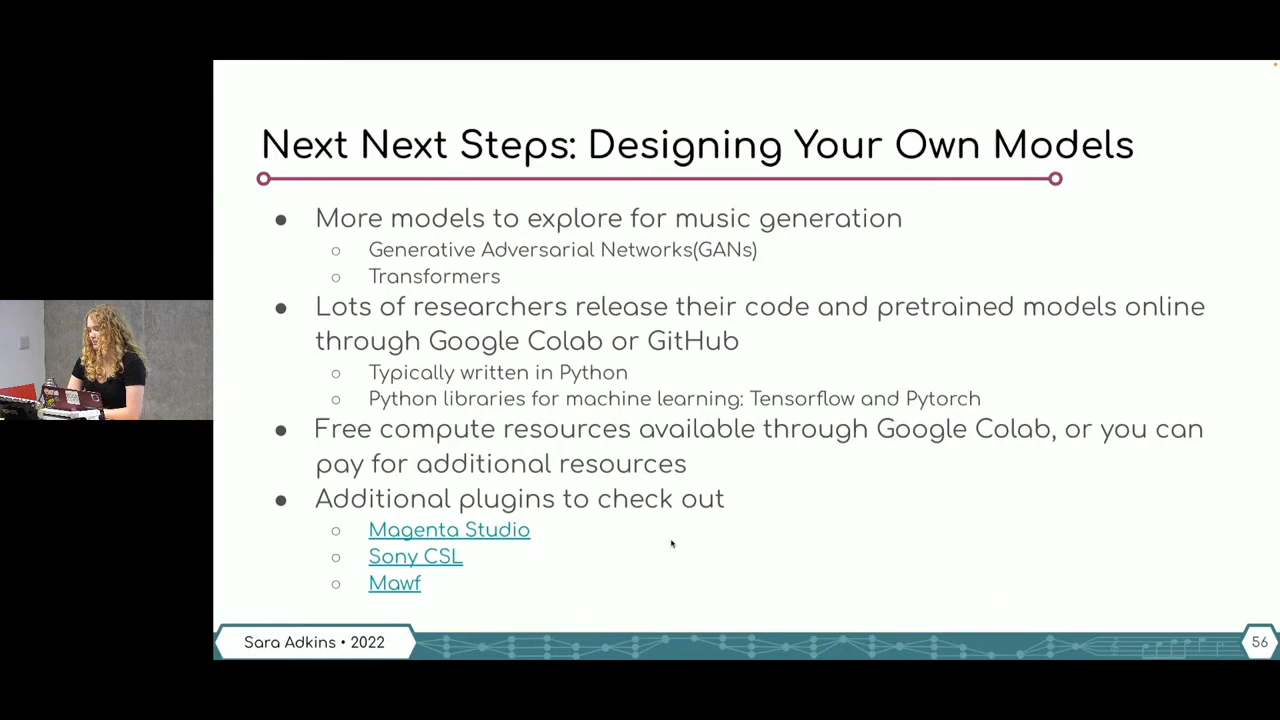 Next Next Steps: Designing Your Own Models
● More models to explore for music generation
○ Generative Adversarial Networks(GANs)
○ Transformers
● Lots of researchers release their code and pretrained models online
through Google Colab or GitHub
○ Typically written in Python
○ Python libraries for machine learning: Tensorflow and Pytorch
● Free compute resources available through Google Colab, or you can
pay for additional resources
● Additional plugins to check out
○ Magenta Studio
○ Sony CSL
○ Mawf
Sara Adkins • 2022
56